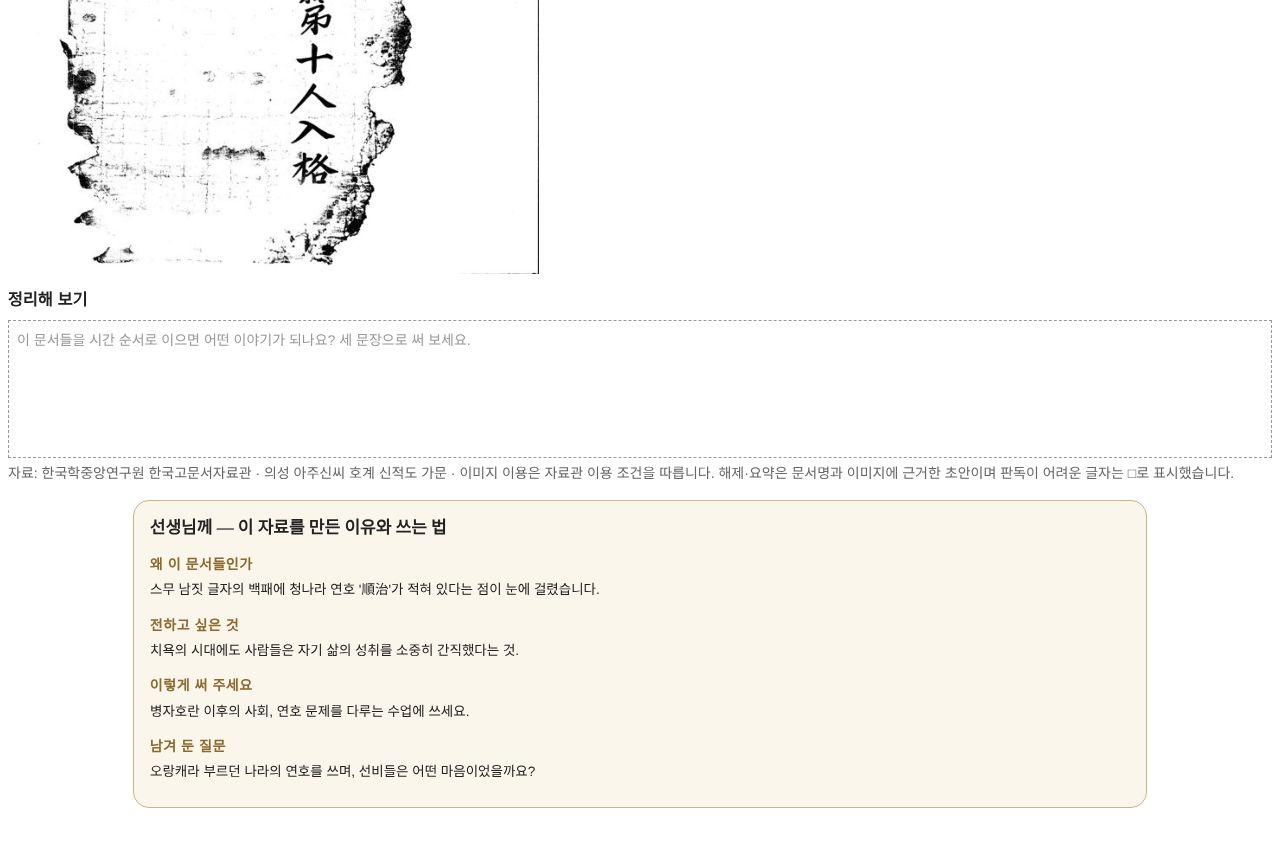 第
十
人
入
格
정리해 보기
이 문서들을 시간 순서로 이으면 어떤 이야기가 되나요? 세 문장으로 써 보세요.
자료: 한국학중앙연구원 한국고문서자료관 · 의성 아주신씨 호계 신적도 가문 · 이미지 이용은 자료관 이용 조건을 따릅니다. 해제·요약은 문서명과 이미지에 근거한 초안이며 판독이 어려운 글자는 □로 표시했습니다.
선생님께 — 이 자료를 만든 이유와 쓰는 법
왜 이 문서들인가
스무 남짓 글자의 백패에 청나라 연호 '順治'가 적혀 있다는 점이 눈에 걸렸습니다.
전하고 싶은 것
치욕의 시대에도 사람들은 자기 삶의 성취를 소중히 간직했다는 것.
이렇게 써 주세요
병자호란 이후의 사회, 연호 문제를 다루는 수업에 쓰세요.
남겨 둔 질문
오랑캐라 부르던 나라의 연호를 쓰며, 선비들은 어떤 마음이었을까요?